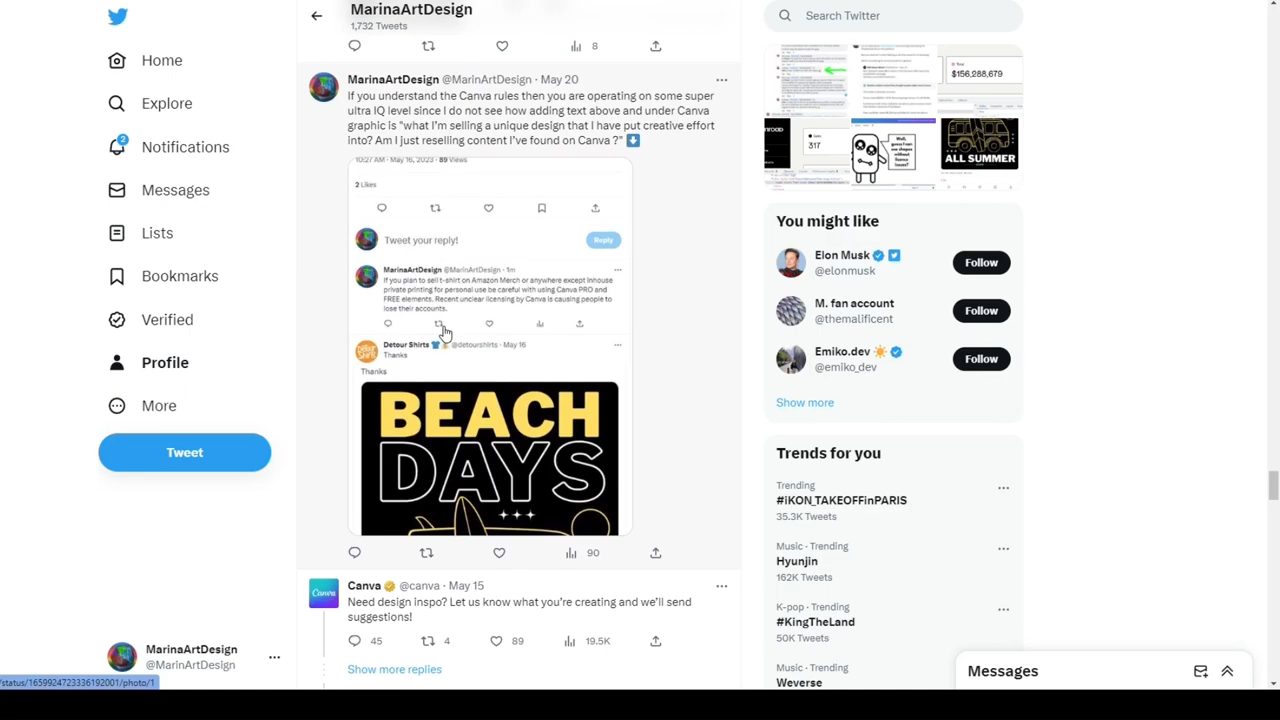 Home
Explore
2
Notifications
Messages
Lists
Bookmarks
Verified
Profile
More
Tweet
MarinaArtDesign
@MarinArtDesign
/status/1659924723336192001/photo/1
MarinaArtDesign
1,732 Tweets
8
MarinaArtDesign @MarinArtDesign · May 20
If you understand the Canva rules then you are operating on some super
ultra IQ level since I do not see how adding text above and under Canva
graphic is "what I'm selling a unique design that I have put creative effort
into? Am I just reselling content I've found on Canva ?"
10:27 AM · May 16, 2023 · 89 Views
2 Likes
Tweet your reply!
Reply
MarinaArtDesign @MarinArtDesign · 1m
If you plan to sell t-shirt on Amazon Merch or anywhere except inhouse
private printing for personal use be careful with using Canva PRO and
FREE elements. Recent unclear licensing by Canva is causing people to
lose their accounts.
Detour Shirts @detourshirts · May 16
Thanks
Thanks
BEACH
DAYS
90
Canva
Canva @canva · May 15
Need design inspo? Let us know what you're creating and we'll send
suggestions!
45 4 89 19.5K
Show more replies
Search Twitter
$156,288,679
317
Well,
ALL SUMMER
You might like
Elon Musk
@elonmusk
Follow
M. fan account
@themalificent
Follow
Emiko.dev
@emiko_dev
Follow
Show more
Trends for you
Trending
#iKON_TAKEOFFinPARIS
35.3K Tweets
Music · Trending
Hyunjin
162K Tweets
K-pop · Trending
#KingTheLand
50K Tweets
Music · Trending
Weverse
Messages